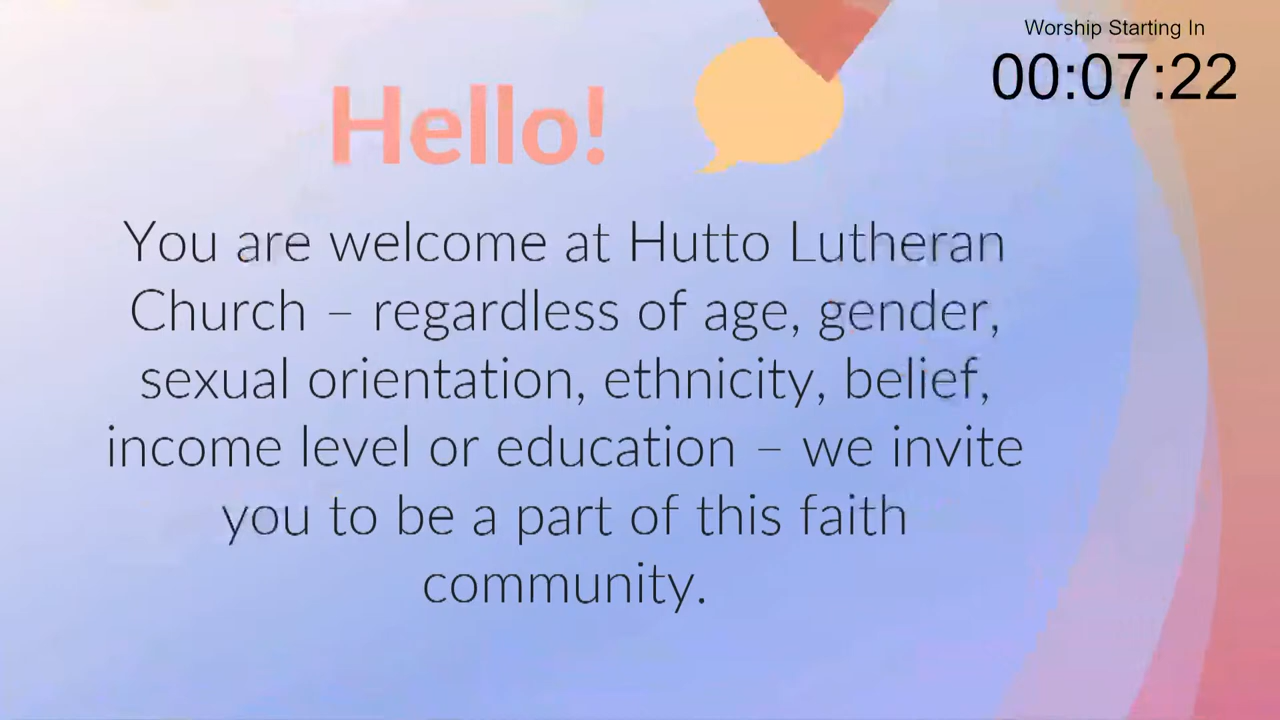 Worship Starting In
00:07:22
Hello!
You are welcome at Hutto Lutheran
Church – regardless of age, gender,
sexual orientation, ethnicity, belief,
income level or education – we invite
you to be a part of this faith
community.